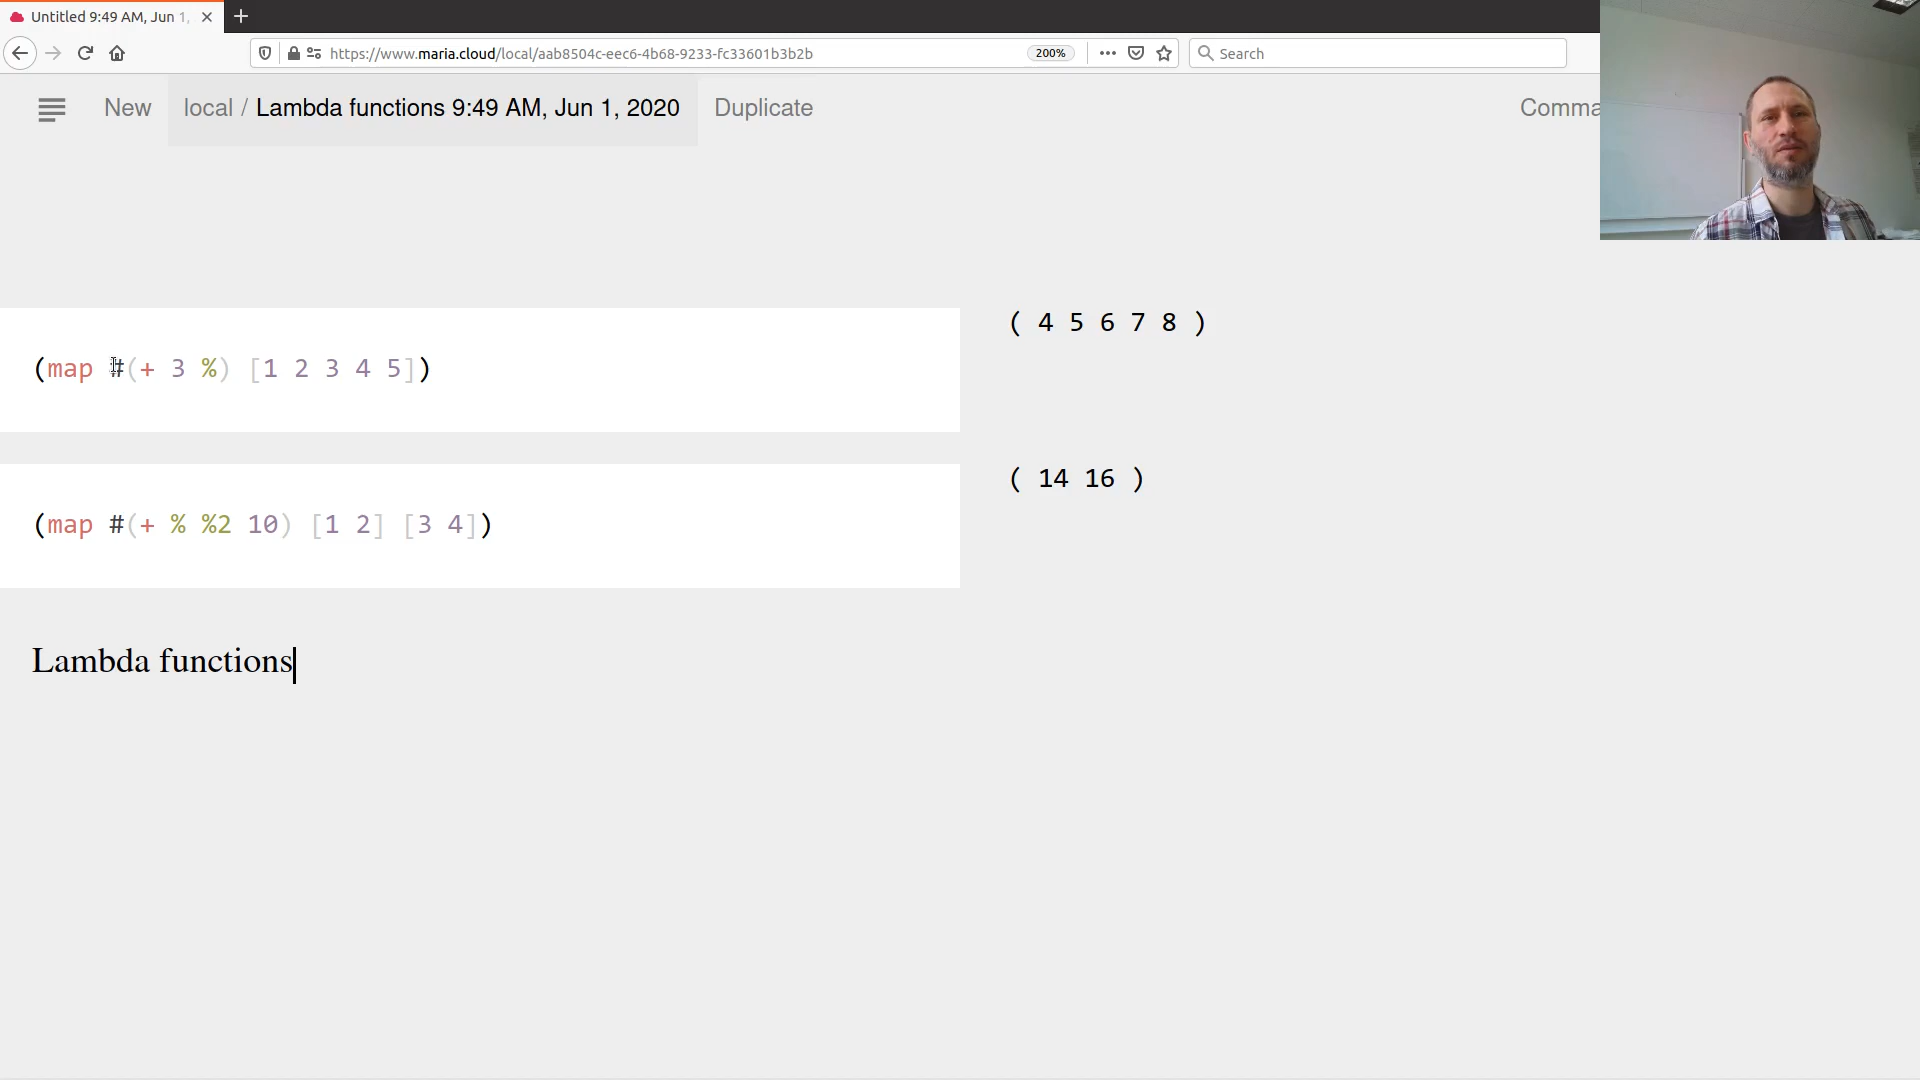 Untitled 9:49 AM, Jun 1,
https://www.maria.cloud/local/aab8504c-eec6-4b68-9233-fc33601b3b2b
200%
Search
New
local / Lambda functions 9:49 AM, Jun 1, 2020
Duplicate
Comma
(map #(+ 3 %) [1 2 3 4 5])
( 4 5 6 7 8 )
(map #(+ % %2 10) [1 2] [3 4])
( 14 16 )
Lambda functions